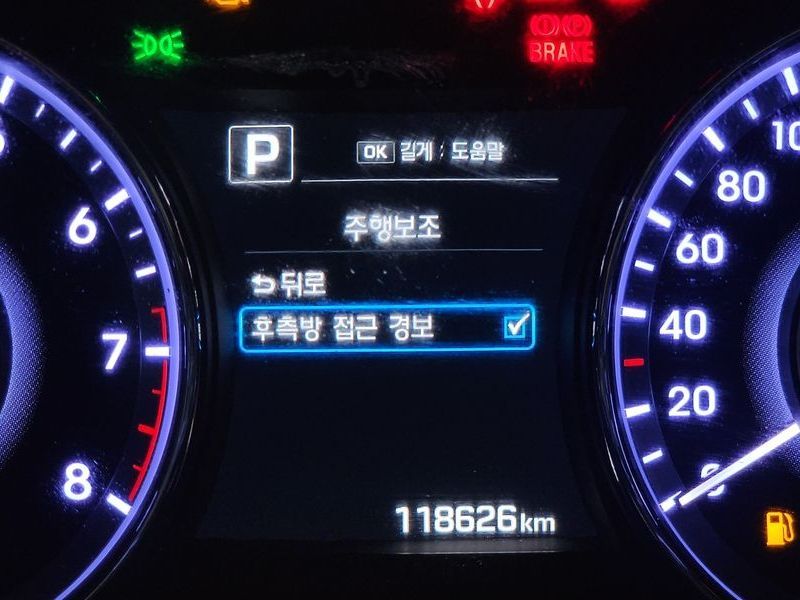 BRAKE
P
OK 길게 : 도움말
주행보조
뒤로
후측방 접근 경보
118626km
6
7
8
80
60
40
20
0